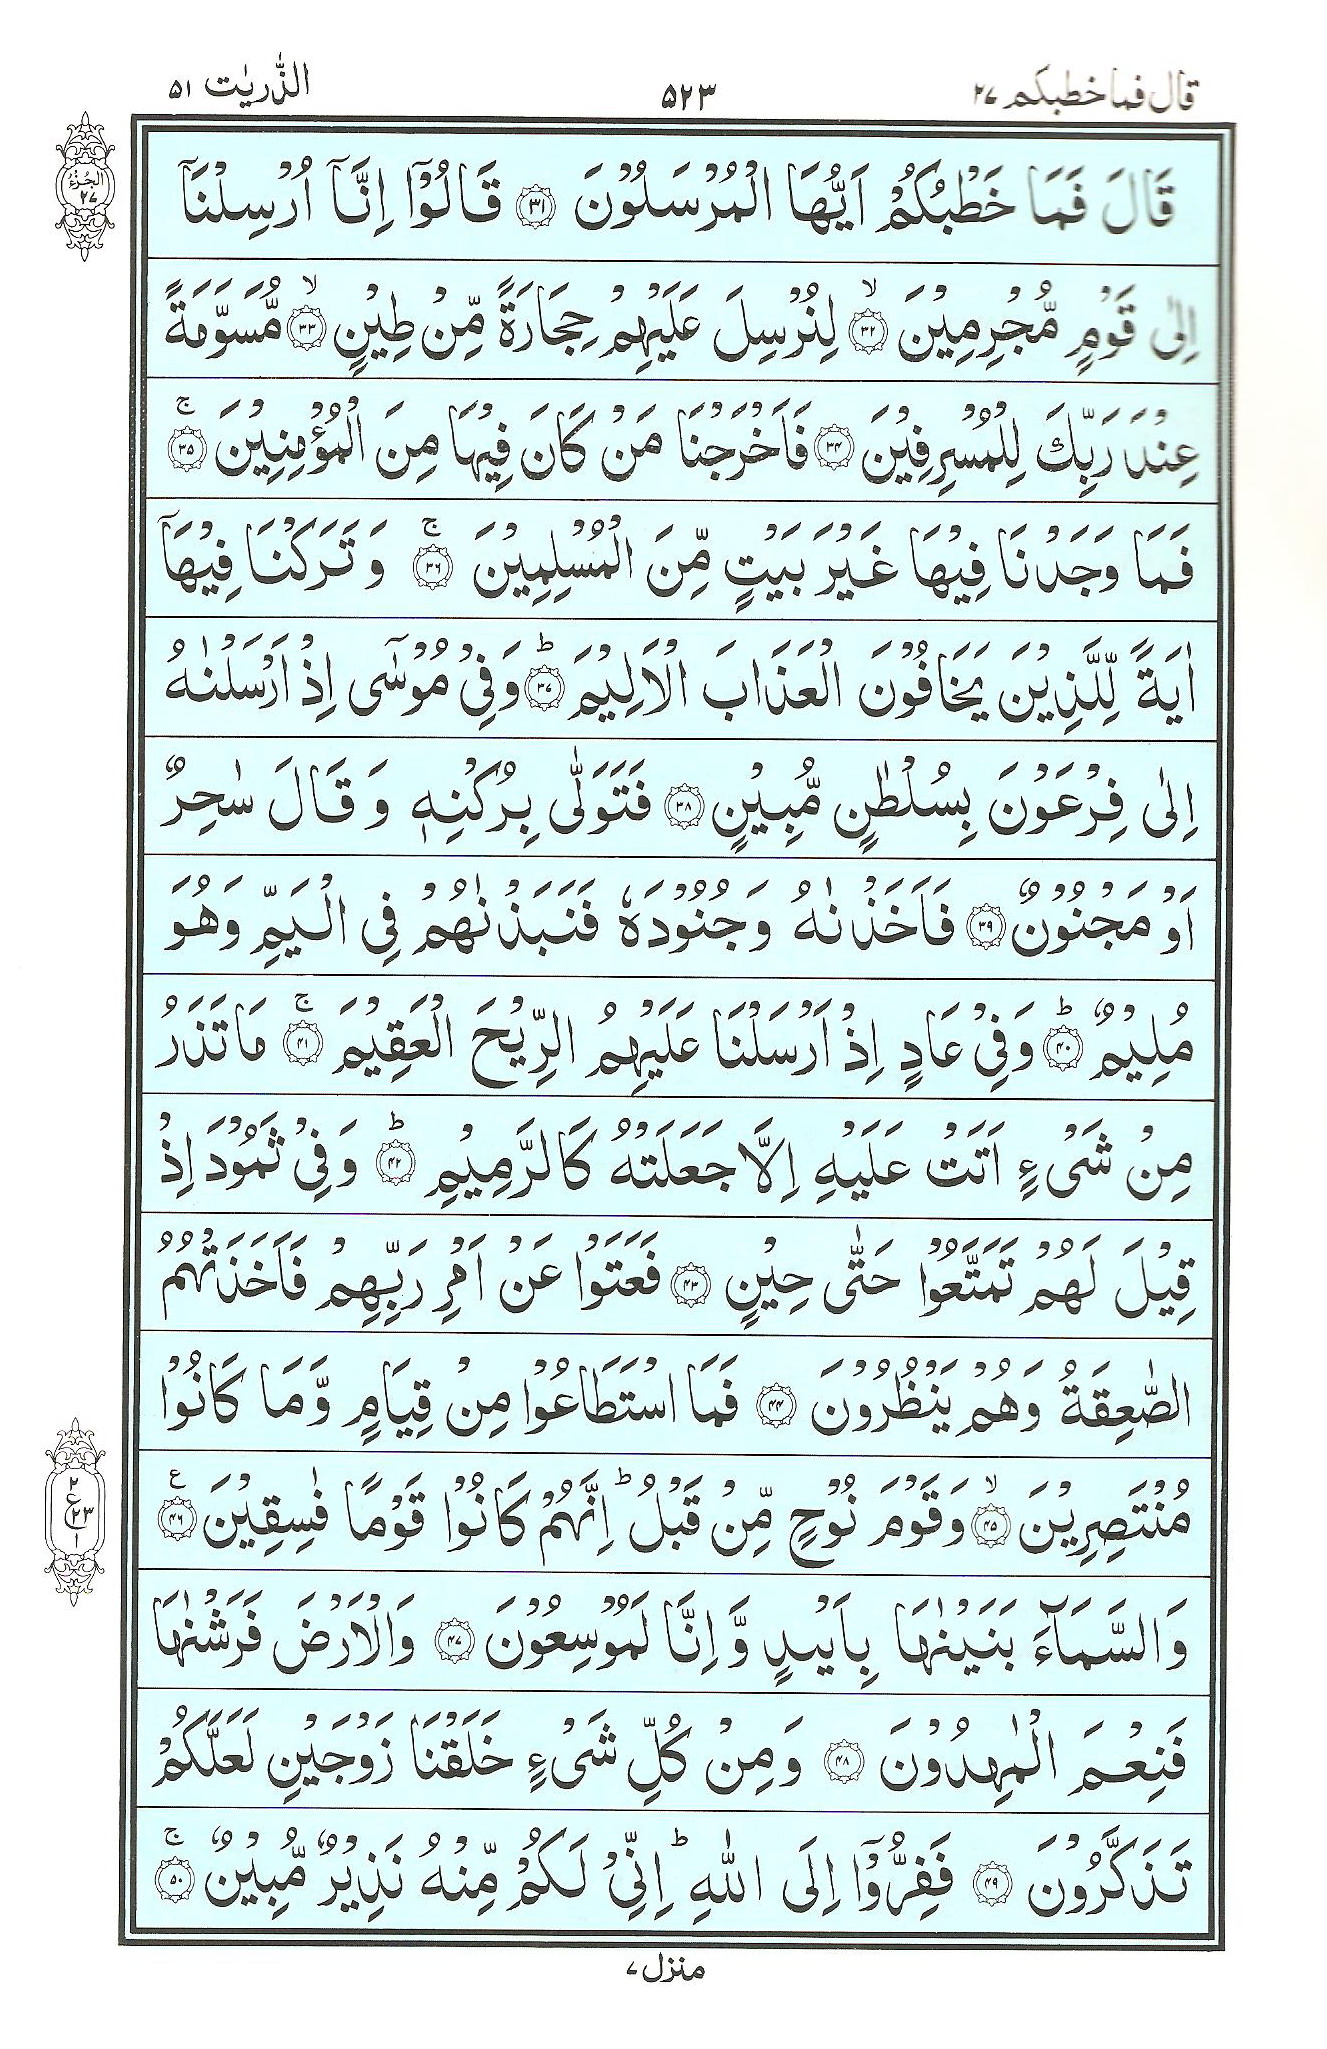 قال فما خطبکم ۲۷
۵۲۳
الذّٰریٰت ۵۱
الجزء
۲۷
قَالَ فَمَا خَطْبُكُمْ اَیُّهَا الْمُرْسَلُوْنَ ۳۱ قَالُوْۤا اِنَّاۤ اُرْسِلْنَاۤ
اِلٰى قَوْمٍ مُّجْرِمِیْنَۙ ۳۲ لِنُرْسِلَ عَلَیْهِمْ حِجَارَةً مِّنْ طِیْنٍۙ ۳۳ مُّسَوَّمَةً
عِنْدَ رَبِّكَ لِلْمُسْرِفِیْنَ ۳۴ فَاَخْرَجْنَا مَنْ كَانَ فِیْهَا مِنَ الْمُؤْمِنِیْنَۚ ۳۵
فَمَا وَجَدْنَا فِیْهَا غَیْرَ بَیْتٍ مِّنَ الْمُسْلِمِیْنَۚ ۳۶ وَ تَرَكْنَا فِیْهَاۤ
اٰیَةً لِّلَّذِیْنَ یَخَافُوْنَ الْعَذَابَ الْاَلِیْمَؕ ۳۷ وَفِیْ مُوْسٰۤى اِذْ اَرْسَلْنٰهُ
اِلٰى فِرْعَوْنَ بِسُلْطٰنٍ مُّبِیْنٍ ۳۸ فَتَوَلّٰى بِرُكْنِهٖ وَ قَالَ سٰحِرٌ
اَوْ مَجْنُوْنٌ ۳۹ فَاَخَذْنٰهُ وَجُنُوْدَهٗ فَنَبَذْنٰهُمْ فِی الْیَمِّ وَهُوَ
مُلِیْمٌؕ ۴۰ وَفِیْ عَادٍ اِذْ اَرْسَلْنَا عَلَیْهِمُ الرِّیْحَ الْعَقِیْمَۚ ۴۱ مَا تَذَرُ
مِنْ شَیْءٍ اَتَتْ عَلَیْهِ اِلَّا جَعَلَتْهُ كَالرَّمِیْمِؕ ۴۲ وَفِیْ ثَمُوْدَ اِذْ
قِیْلَ لَهُمْ تَمَتَّعُوْا حَتّٰى حِیْنٍ ۴۳ فَعَتَوْا عَنْ اَمْرِ رَبِّهِمْ فَاَخَذَتْهُمُ
الصّٰعِقَةُ وَهُمْ یَنْظُرُوْنَ ۴۴ فَمَا اسْتَطَاعُوْا مِنْ قِیَامٍ وَّمَا كَانُوْا
مُنْتَصِرِیْنَۙ ۴۵ وَقَوْمَ نُوْحٍ مِّنْ قَبْلُؕ اِنَّهُمْ كَانُوْا قَوْمًا فٰسِقِیْنَ ۴۶ ع
۲
ع ۲۳
۱
وَالسَّمَآءَ بَنَیْنٰهَا بِاَیْىدٍ وَّاِنَّا لَمُوْسِعُوْنَ ۴۷ وَالْاَرْضَ فَرَشْنٰهَا
فَنِعْمَ الْمٰهِدُوْنَ ۴۸ وَمِنْ كُلِّ شَیْءٍ خَلَقْنَا زَوْجَیْنِ لَعَلَّكُمْ
تَذَكَّرُوْنَ ۴۹ فَفِرُّوْۤا اِلَى اللّٰهِؕ اِنِّیْ لَكُمْ مِّنْهُ نَذِیْرٌ مُّبِیْنٌۚ ۵۰
منزل ۷